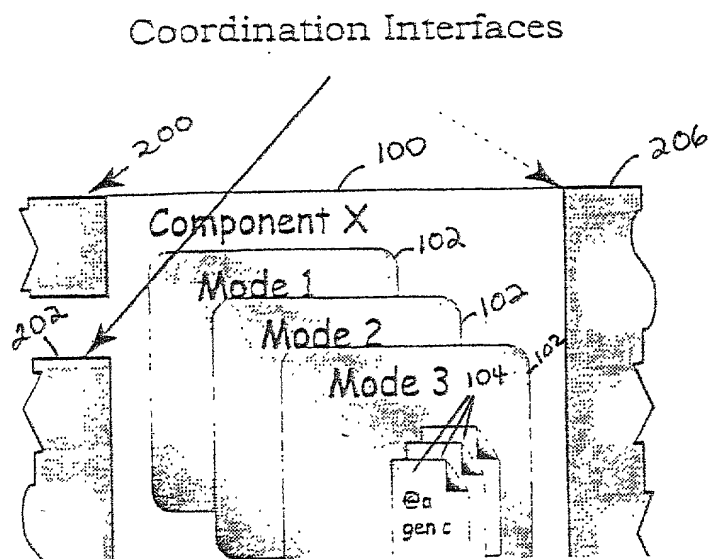 Coordination Interfaces
200
100
206
Component X
102
Mode 1
102
202
Mode 2
102
Mode 3
104
@a
gen c